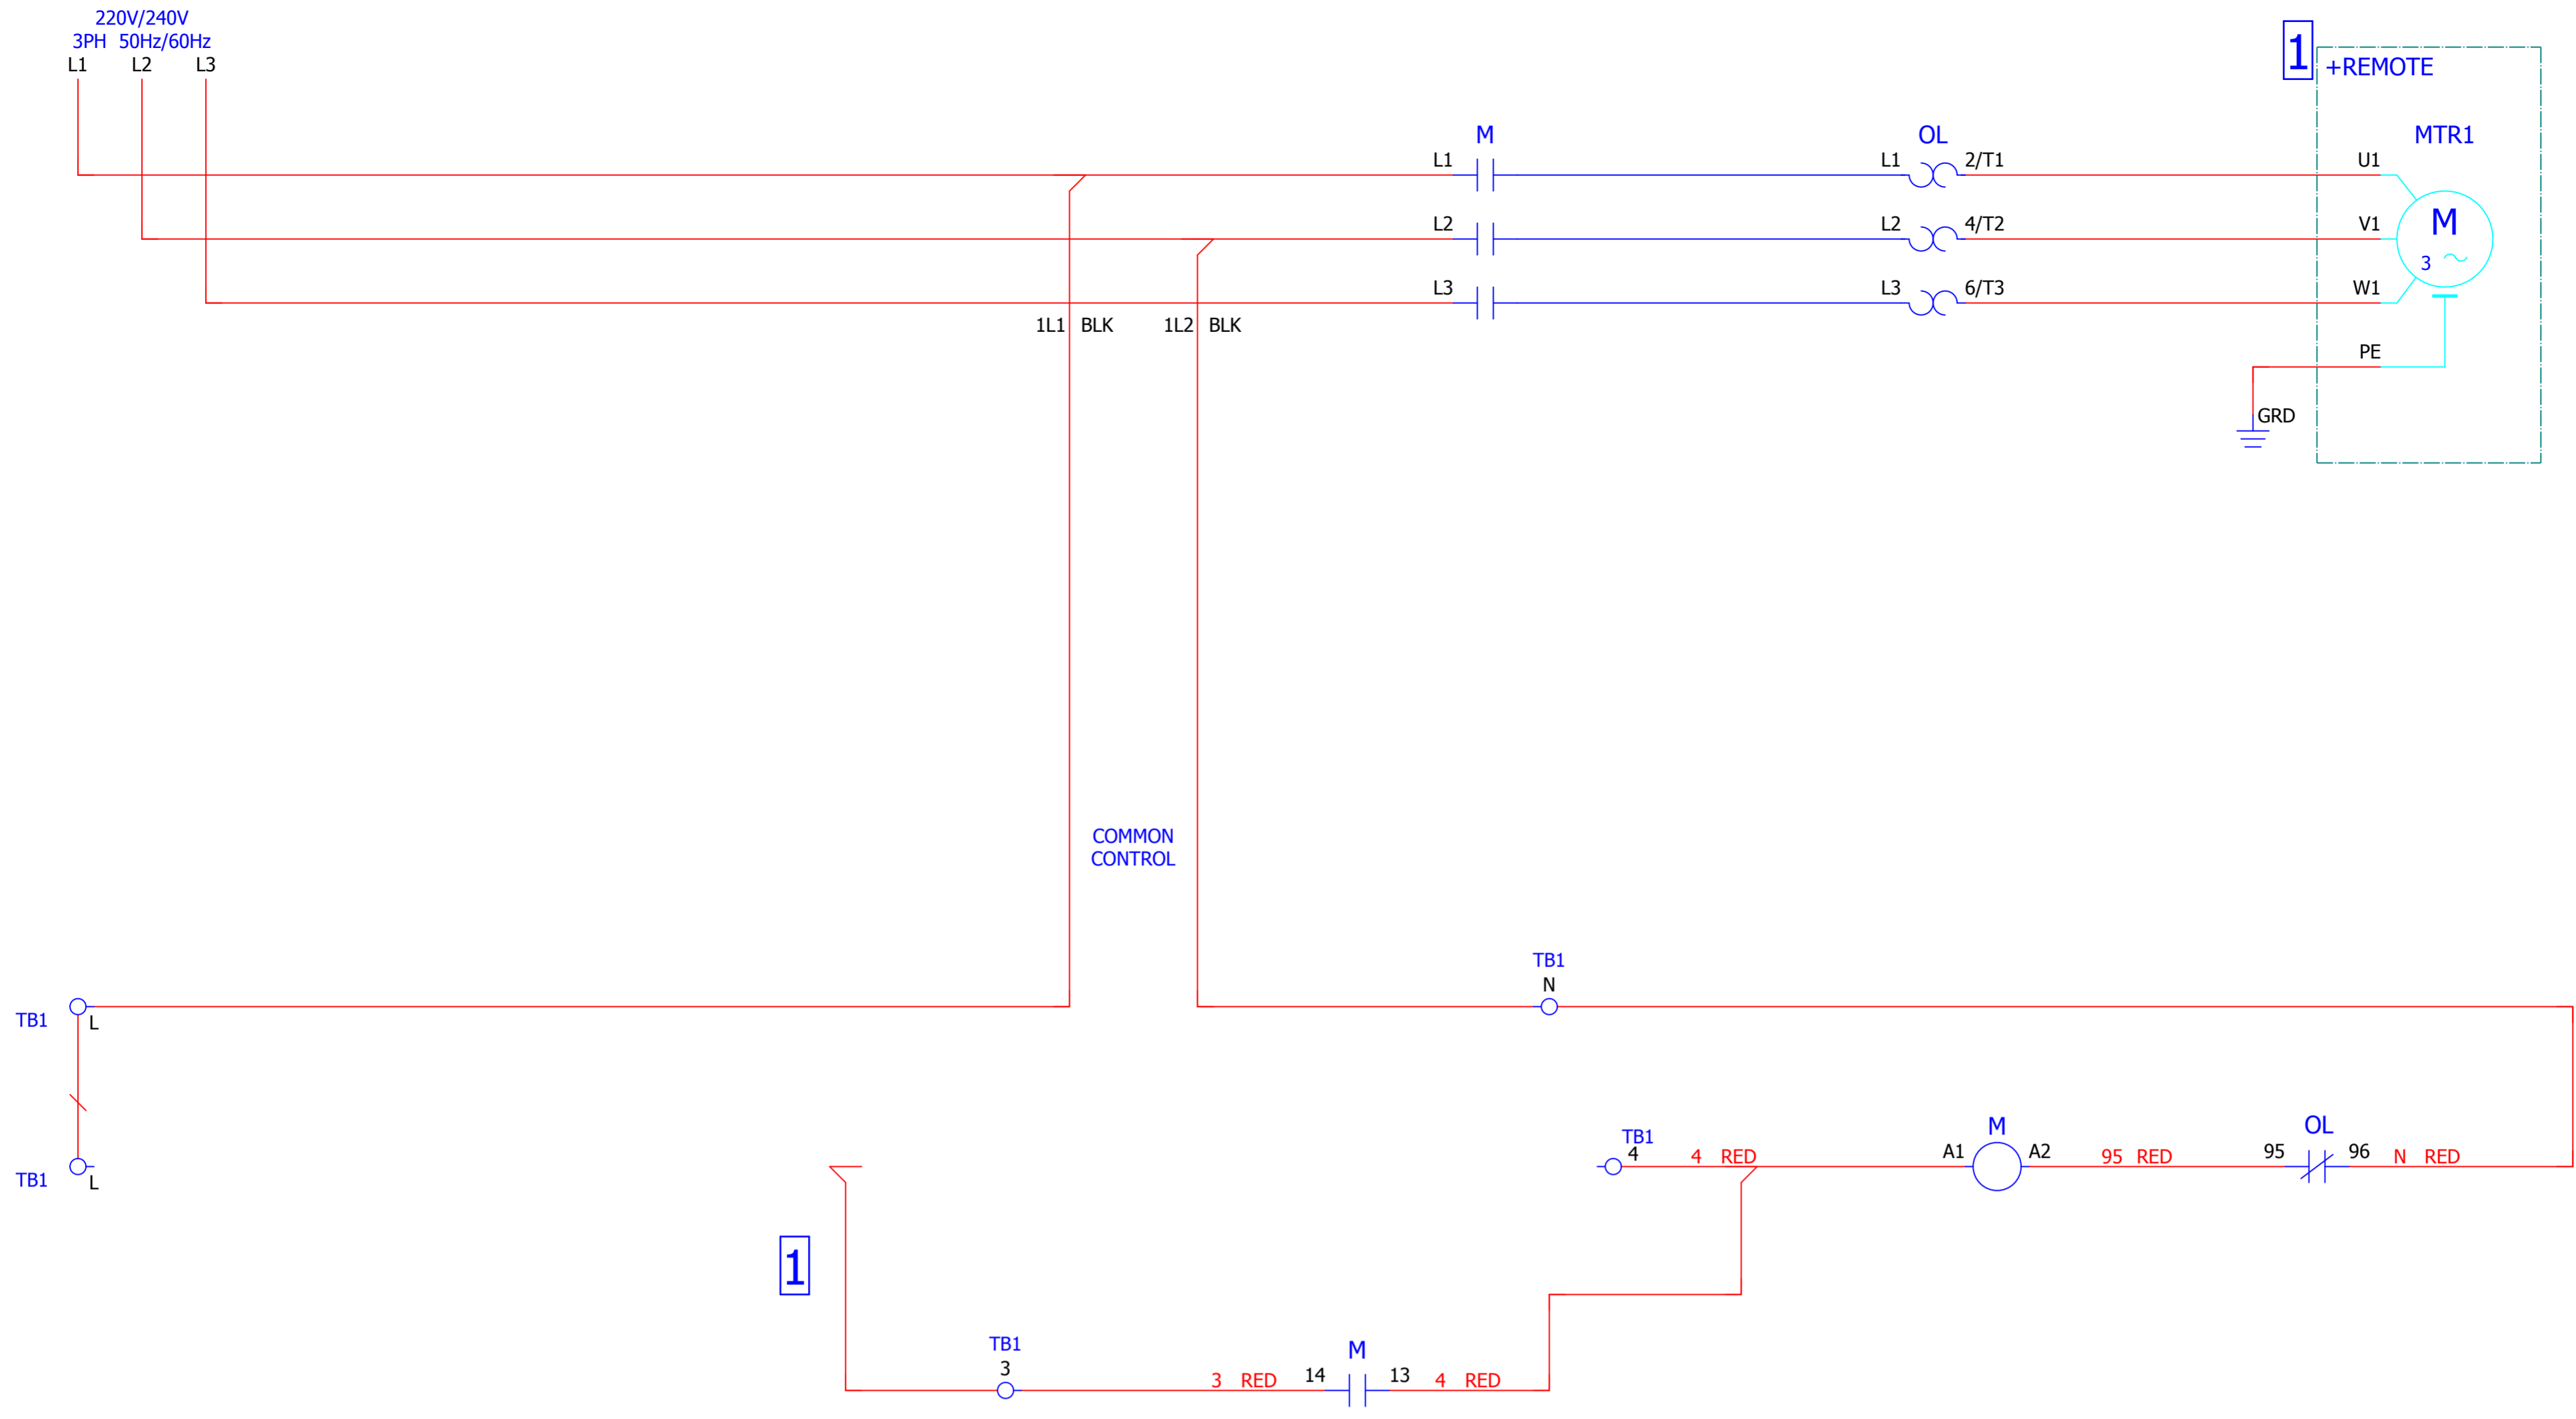 220V/240V
3PH 50Hz/60Hz
L1 L2 L3
1
+REMOTE
M OL MTR1
L1 L1 2/T1 U1
L2 L2 4/T2 V1
M
3
L3 L3 6/T3 W1
1L1 BLK 1L2 BLK
PE
GRD
COMMON
CONTROL
TB1
N
TB1 L
TB1
4 4 RED A1 M A2 95 RED 95 OL 96 N RED
TB1 L
1
TB1
3 3 RED 14 M 13 4 RED